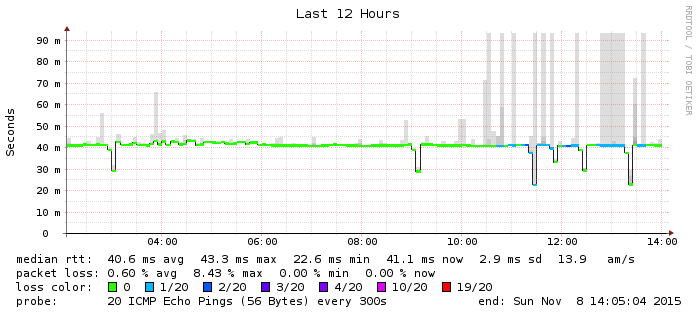 Last 12 Hours
RRDTOOL / TOBI OETIKER
Seconds
90 m
80 m
70 m
60 m
50 m
40 m
30 m
20 m
10 m
0
04:00 06:00 08:00 10:00 12:00 14:00
median rtt: 40.6 ms avg 43.3 ms max 22.6 ms min 41.1 ms now 2.9 ms sd 13.9 am/s
packet loss: 0.60 % avg 8.43 % max 0.00 % min 0.00 % now
loss color: 0 1/20 2/20 3/20 4/20 10/20 19/20
probe: 20 ICMP Echo Pings (56 Bytes) every 300s end: Sun Nov 8 14:05:04 2015